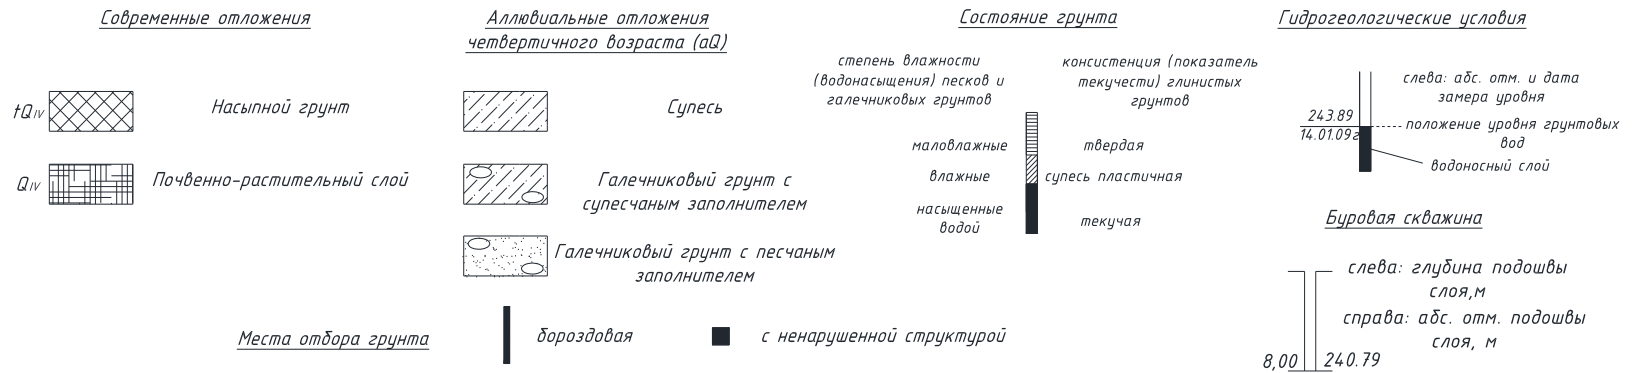 Современные отложения
tQIV
Насыпной грунт
QIV
Почвенно-растительный слой
Аллювиальные отложения
четвертичного возраста (aQ)
Супесь
Галечниковый грунт с
супесчаным заполнителем
Галечниковый грунт с песчаным
заполнителем
Состояние грунта
степень влажности
(водонасыщения) песков и
галечниковых грунтов
консистенция (показатель
текучести) глинистых
грунтов
маловлажные
твердая
влажные
супесь пластичная
насыщенные
водой
текучая
Гидрогеологические условия
слева: абс. отм. и дата
замера уровня
243.89
14.01.09г
положение уровня грунтовых
вод
водоносный слой
Буровая скважина
слева: глубина подошвы
слоя,м
справа: абс. отм. подошвы
слоя, м
8,00
240.79
Места отбора грунта
бороздовая
с ненарушенной структурой